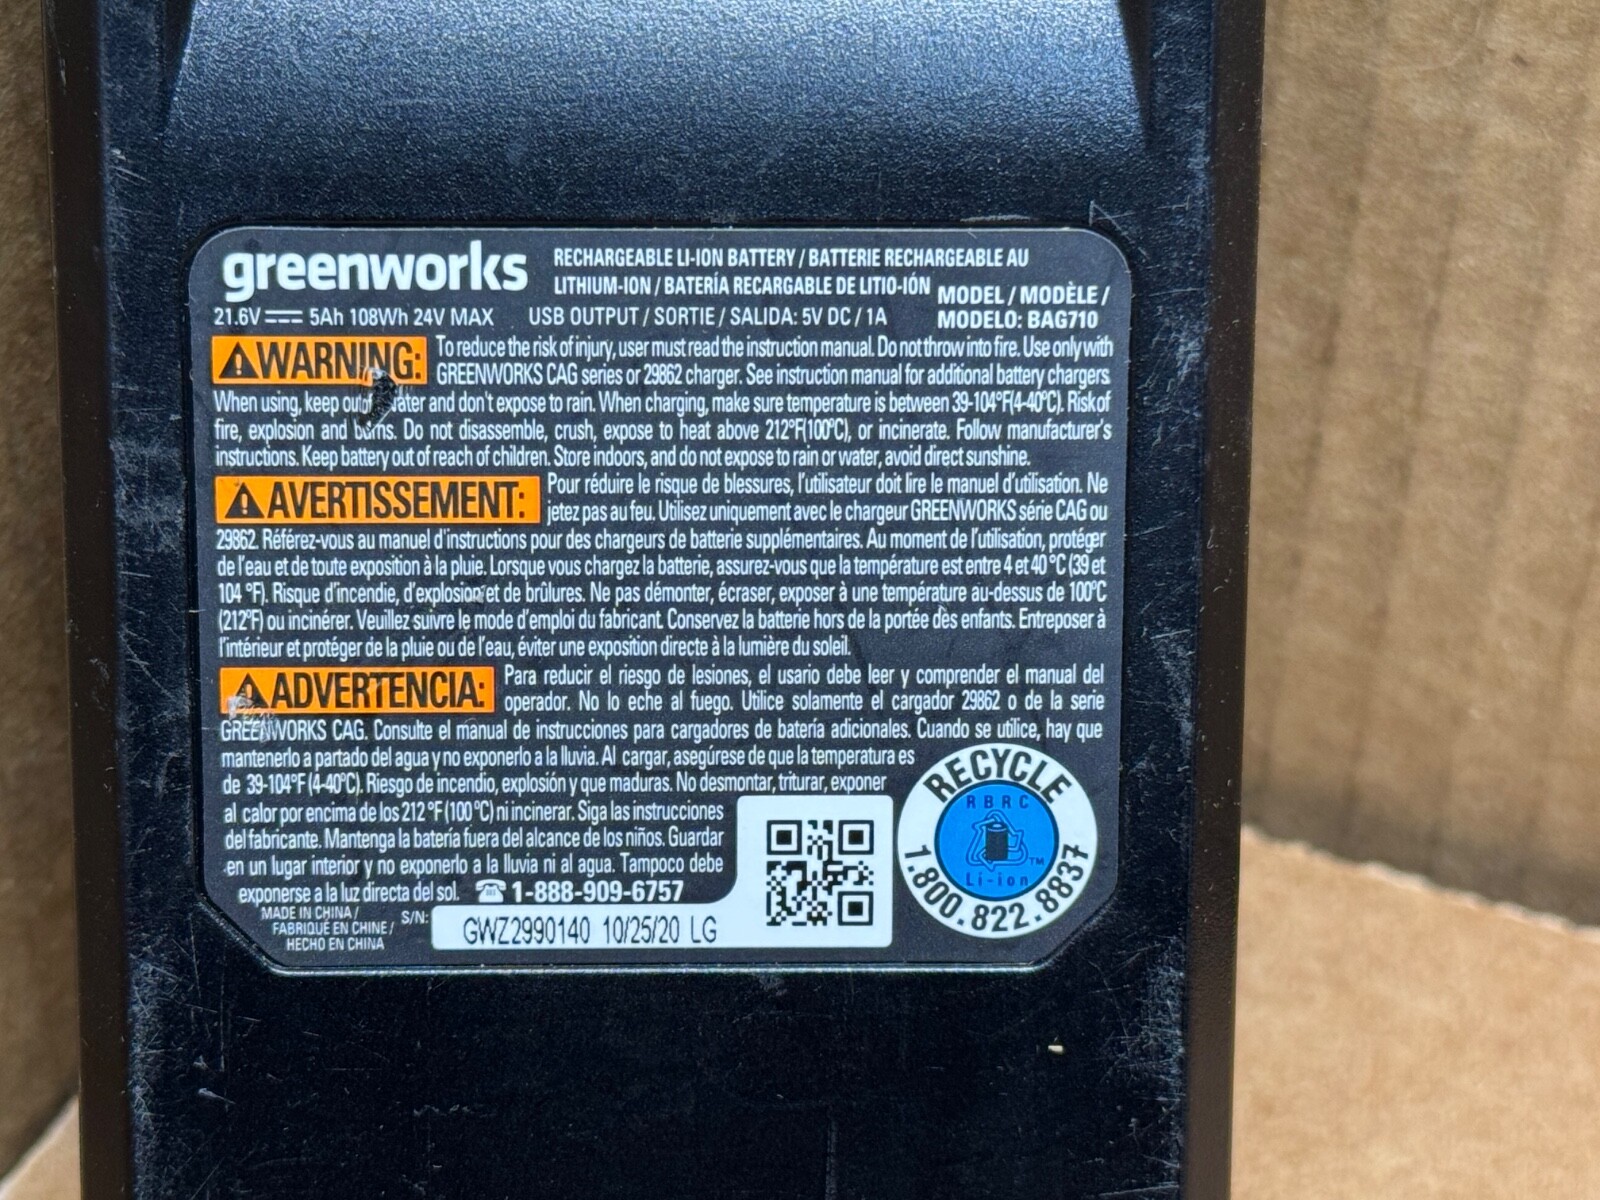 greenworks
RECHARGEABLE LI-ION BATTERY / BATTERIE RECHARGEABLE AU
LITHIUM-ION / BATERÍA RECARGABLE DE LITIO-IÓN
MODEL / MODÈLE /
MODELO: BAG710
21.6V 5Ah 108Wh 24V MAX USB OUTPUT / SORTIE / SALIDA: 5V DC / 1A
WARNING: To reduce the risk of injury, user must read the instruction manual. Do not throw into fire. Use only with
GREENWORKS CAG series or 29862 charger. See instruction manual for additional battery chargers.
When using, keep out water and don't expose to rain. When charging, make sure temperature is between 39-104°F(4-40°C). Risk of
fire, explosion and burns. Do not disassemble, crush, expose to heat above 212°F(100°C), or incinerate. Follow manufacturer's
instructions. Keep battery out of reach of children. Store indoors, and do not expose to rain or water, avoid direct sunshine.
AVERTISSEMENT: Pour réduire le risque de blessures, l'utilisateur doit lire le manuel d'utilisation. Ne
jetez pas au feu. Utilisez uniquement avec le chargeur GREENWORKS série CAG ou
29862. Référez-vous au manuel d'instructions pour des chargeurs de batterie supplémentaires. Au moment de l'utilisation, protéger
de l'eau et de toute exposition à la pluie. Lorsque vous chargez la batterie, assurez-vous que la température est entre 4 et 40 °C (39 et
104 °F). Risque d'incendie, d'explosion et de brûlures. Ne pas démonter, écraser, exposer à une température au-dessus de 100°C
(212°F) ou incinérer. Veuillez suivre le mode d'emploi du fabricant. Conservez la batterie hors de la portée des enfants. Entreposer à
l'intérieur et protéger de la pluie ou de l'eau, éviter une exposition directe à la lumière du soleil.
ADVERTENCIA: Para reducir el riesgo de lesiones, el usario debe leer y comprender el manual del
operador. No lo eche al fuego. Utilice solamente el cargador 29862 o de la serie
GREENWORKS CAG. Consulte el manual de instrucciones para cargadores de batería adicionales. Cuando se utilice, hay que
mantenerlo a partado del agua y no exponerlo a la lluvia. Al cargar, asegúrese de que la temperatura es
de 39-104°F (4-40°C). Riesgo de incendio, explosión y que maduras. No desmontar, triturar, exponer
al calor por encima de los 212 °F (100 °C) ni incinerar. Siga las instrucciones
del fabricante. Mantenga la batería fuera del alcance de los niños. Guardar
en un lugar interior y no exponerlo a la lluvia ni al agua. Tampoco debe
exponerse a la luz directa del sol. 1-888-909-6757
MADE IN CHINA /
FABRIQUÉ EN CHINE /
HECHO EN CHINA
S/N: GWZ2990140 10/25/20 LG
RECYCLE
RBRC
TM
Li-ion
1.800.822.8837